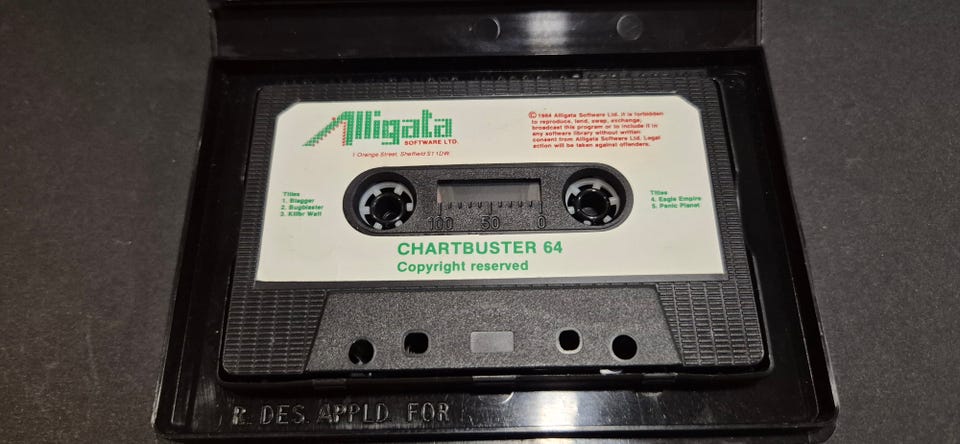 Alligata
SOFTWARE LTD.
1 Orange Street, Sheffield S1 1DW.
© 1984 Alligata Software Ltd. It is forbidden
to reproduce, lend, swap, exchange,
broadcast this program or to include it in
any software library without written
consent from Alligata Software Ltd. Legal
action will be taken against offenders.
Titles
1. Blagger
2. Bugblaster
3. Killer Watt
Titles
4. Eagle Empire
5. Panic Planet
100 50 0
CHARTBUSTER 64
Copyright reserved
R. DES. APPLD. FOR